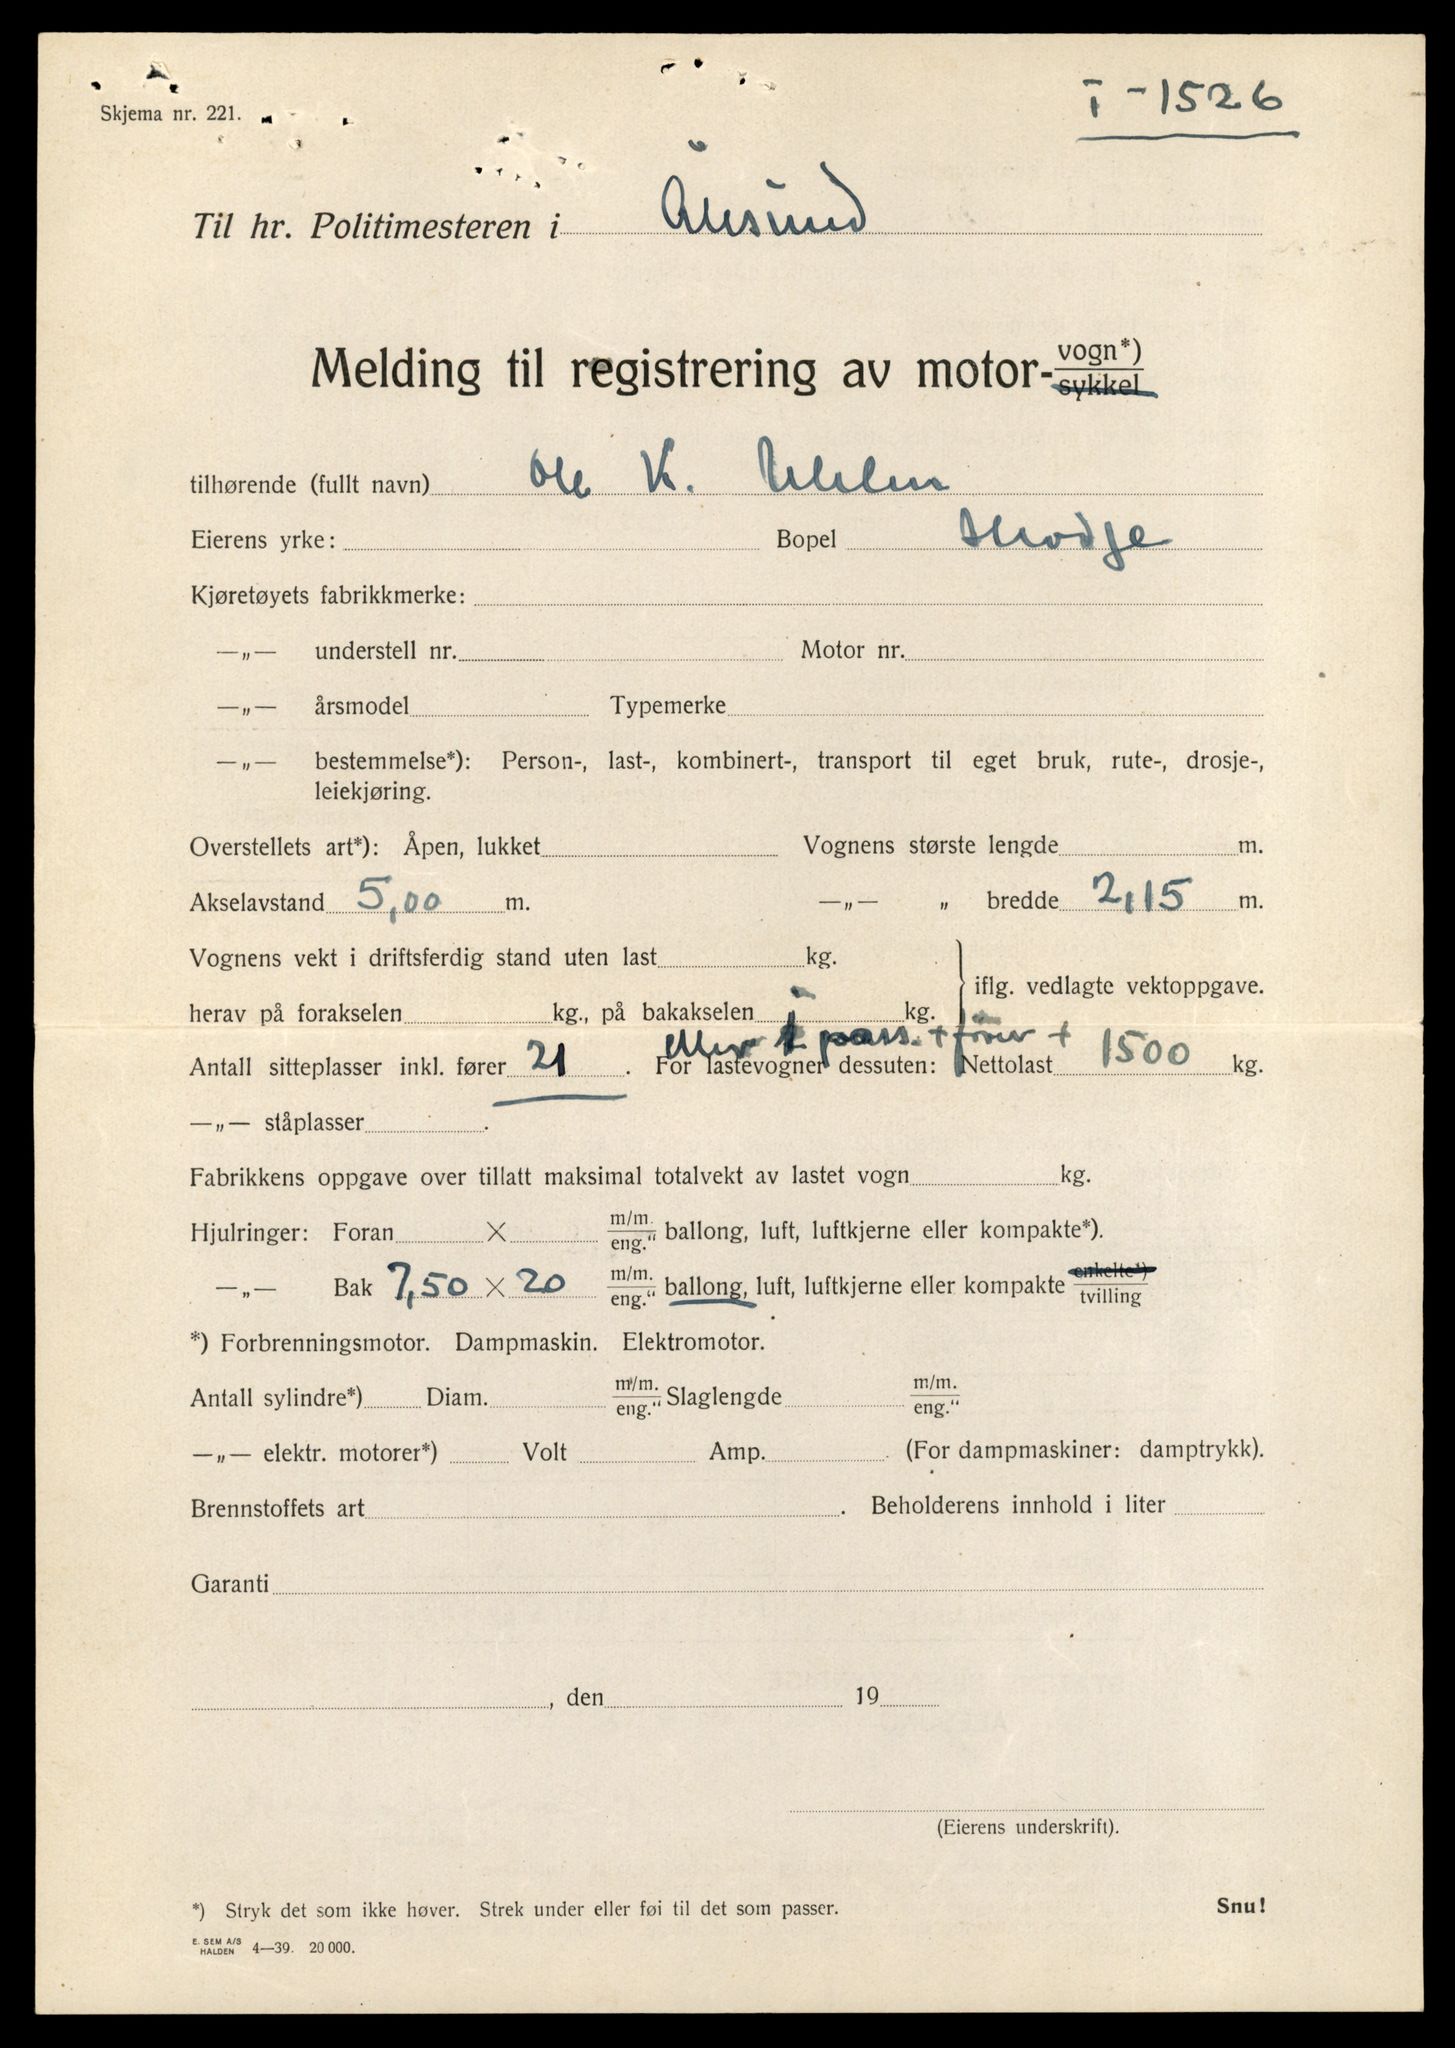 Skjema nr. 221.
T-1526
Til hr. Politimesteren i Ålesund
Melding til registrering av motor-vogn*)
sykkel
tilhørende (fullt navn) Ole K.
Eierens yrke: Bopel Skodje
Kjøretøyets fabrikkmerke:
—„— understell nr. Motor nr.
—„— årsmodel Typemerke
—„— bestemmelse*): Person-, last-, kombinert-, transport til eget bruk, rute-, drosje-,
leiekjøring.
Overstellets art*): Åpen, lukket Vognens største lengde m.
Akselavstand 5,00 m. —„— „ bredde 2,15 m.
Vognens vekt i driftsferdig stand uten last kg.
iflg. vedlagte vektoppgave.
herav på forakselen kg., på bakakselen kg.
eller 1 pass. + fører +
Antall sitteplasser inkl. fører 21. For lastevogner dessuten: Nettolast 1500 kg.
—„— ståplasser.
Fabrikkens oppgave over tillatt maksimal totalvekt av lastet vogn kg.
Hjulringer: Foran × m/m. eng." ballong, luft, luftkjerne eller kompakte*).
—„— Bak 7,50 × 20 m/m. eng." ballong, luft, luftkjerne eller kompakte enkelte*) tvilling
*) Forbrenningsmotor. Dampmaskin. Elektromotor.
Antall sylindre*) Diam. m/m. eng." Slaglengde m/m. eng."
—„— elektr. motorer*) Volt Amp. (For dampmaskiner: damptrykk).
Brennstoffets art. Beholderens innhold i liter
Garanti
, den 19
(Eierens underskrift).
*) Stryk det som ikke høver. Strek under eller føi til det som passer. Snu!
E. SEM A/S
HALDEN 4—39. 20 000.